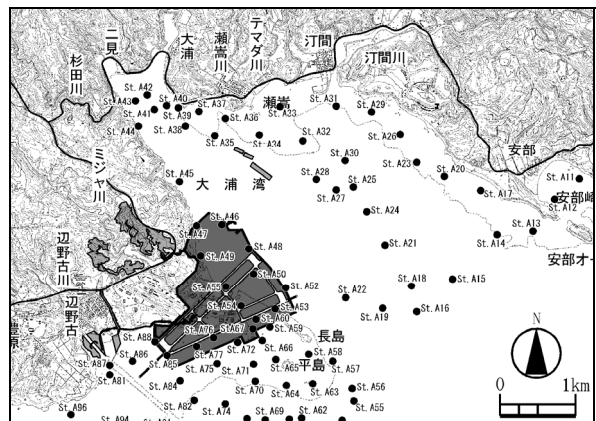 二見
杉田川
大浦
瀬嵩川
テマダ川
汀間
汀間川
瀬嵩
安部
安部崎
安部オー
大浦湾
ミジャ川
辺野古川
辺野古
豊原
長島
平島
N
0 1km
St. A42
St. A43
St. A40
St. A37
St. A41
St. A39
St. A36
St. A33
St. A31
St. A29
St. A44
St. A38
St. A35
St. A34
St. A32
St. A26
St. A30
St. A23
St. A20
St. A11
St. A45
St. A28
St. A25
St. A27
St. A17
St. A12
St. A24
St. A46
St. A47
St. A13
St. A14
St. A48
St. A21
St. A49
St. A50
St. A18
St. A15
St. A55
St. A52
St. A22
St. A54
St. A53
St. A19
St. A16
St. A60
St. A59
St. A76
St. A67
St. A88
St. A72
St. A66
St. A77
St. A58
St. A87
St. A86
St. A85
St. A75
St. A71
St. A65
St. A57
St. A81
St. A84
St. A70
St. A64
St. A63
St. A56
St. A82
St. A74
St. A55
St. A96
St. A94
St. A69
St. A62